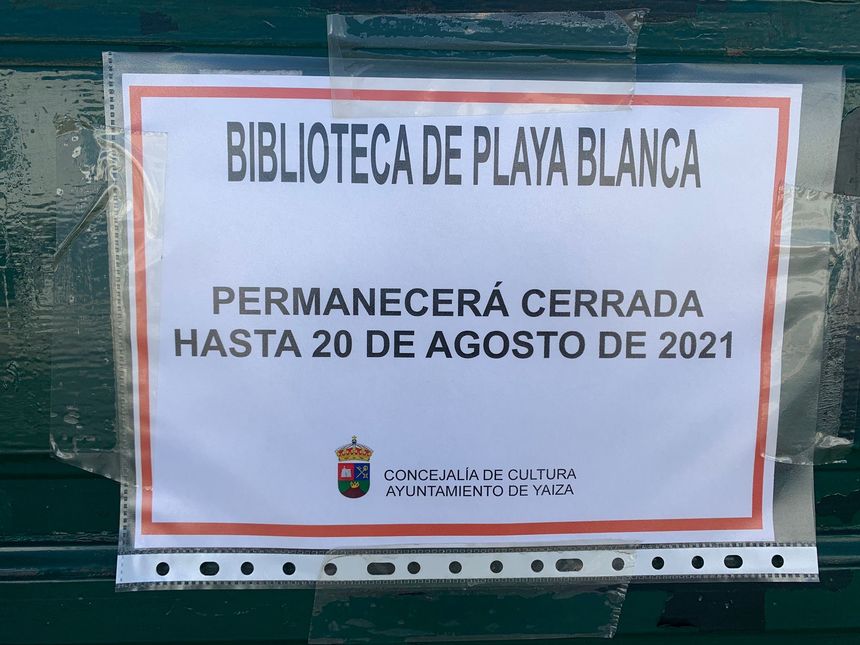 BIBLIOTECA DE PLAYA BLANCA
PERMANECERÁ CERRADA
HASTA 20 DE AGOSTO DE 2021
CONCEJALÍA DE CULTURA
AYUNTAMIENTO DE YAIZA